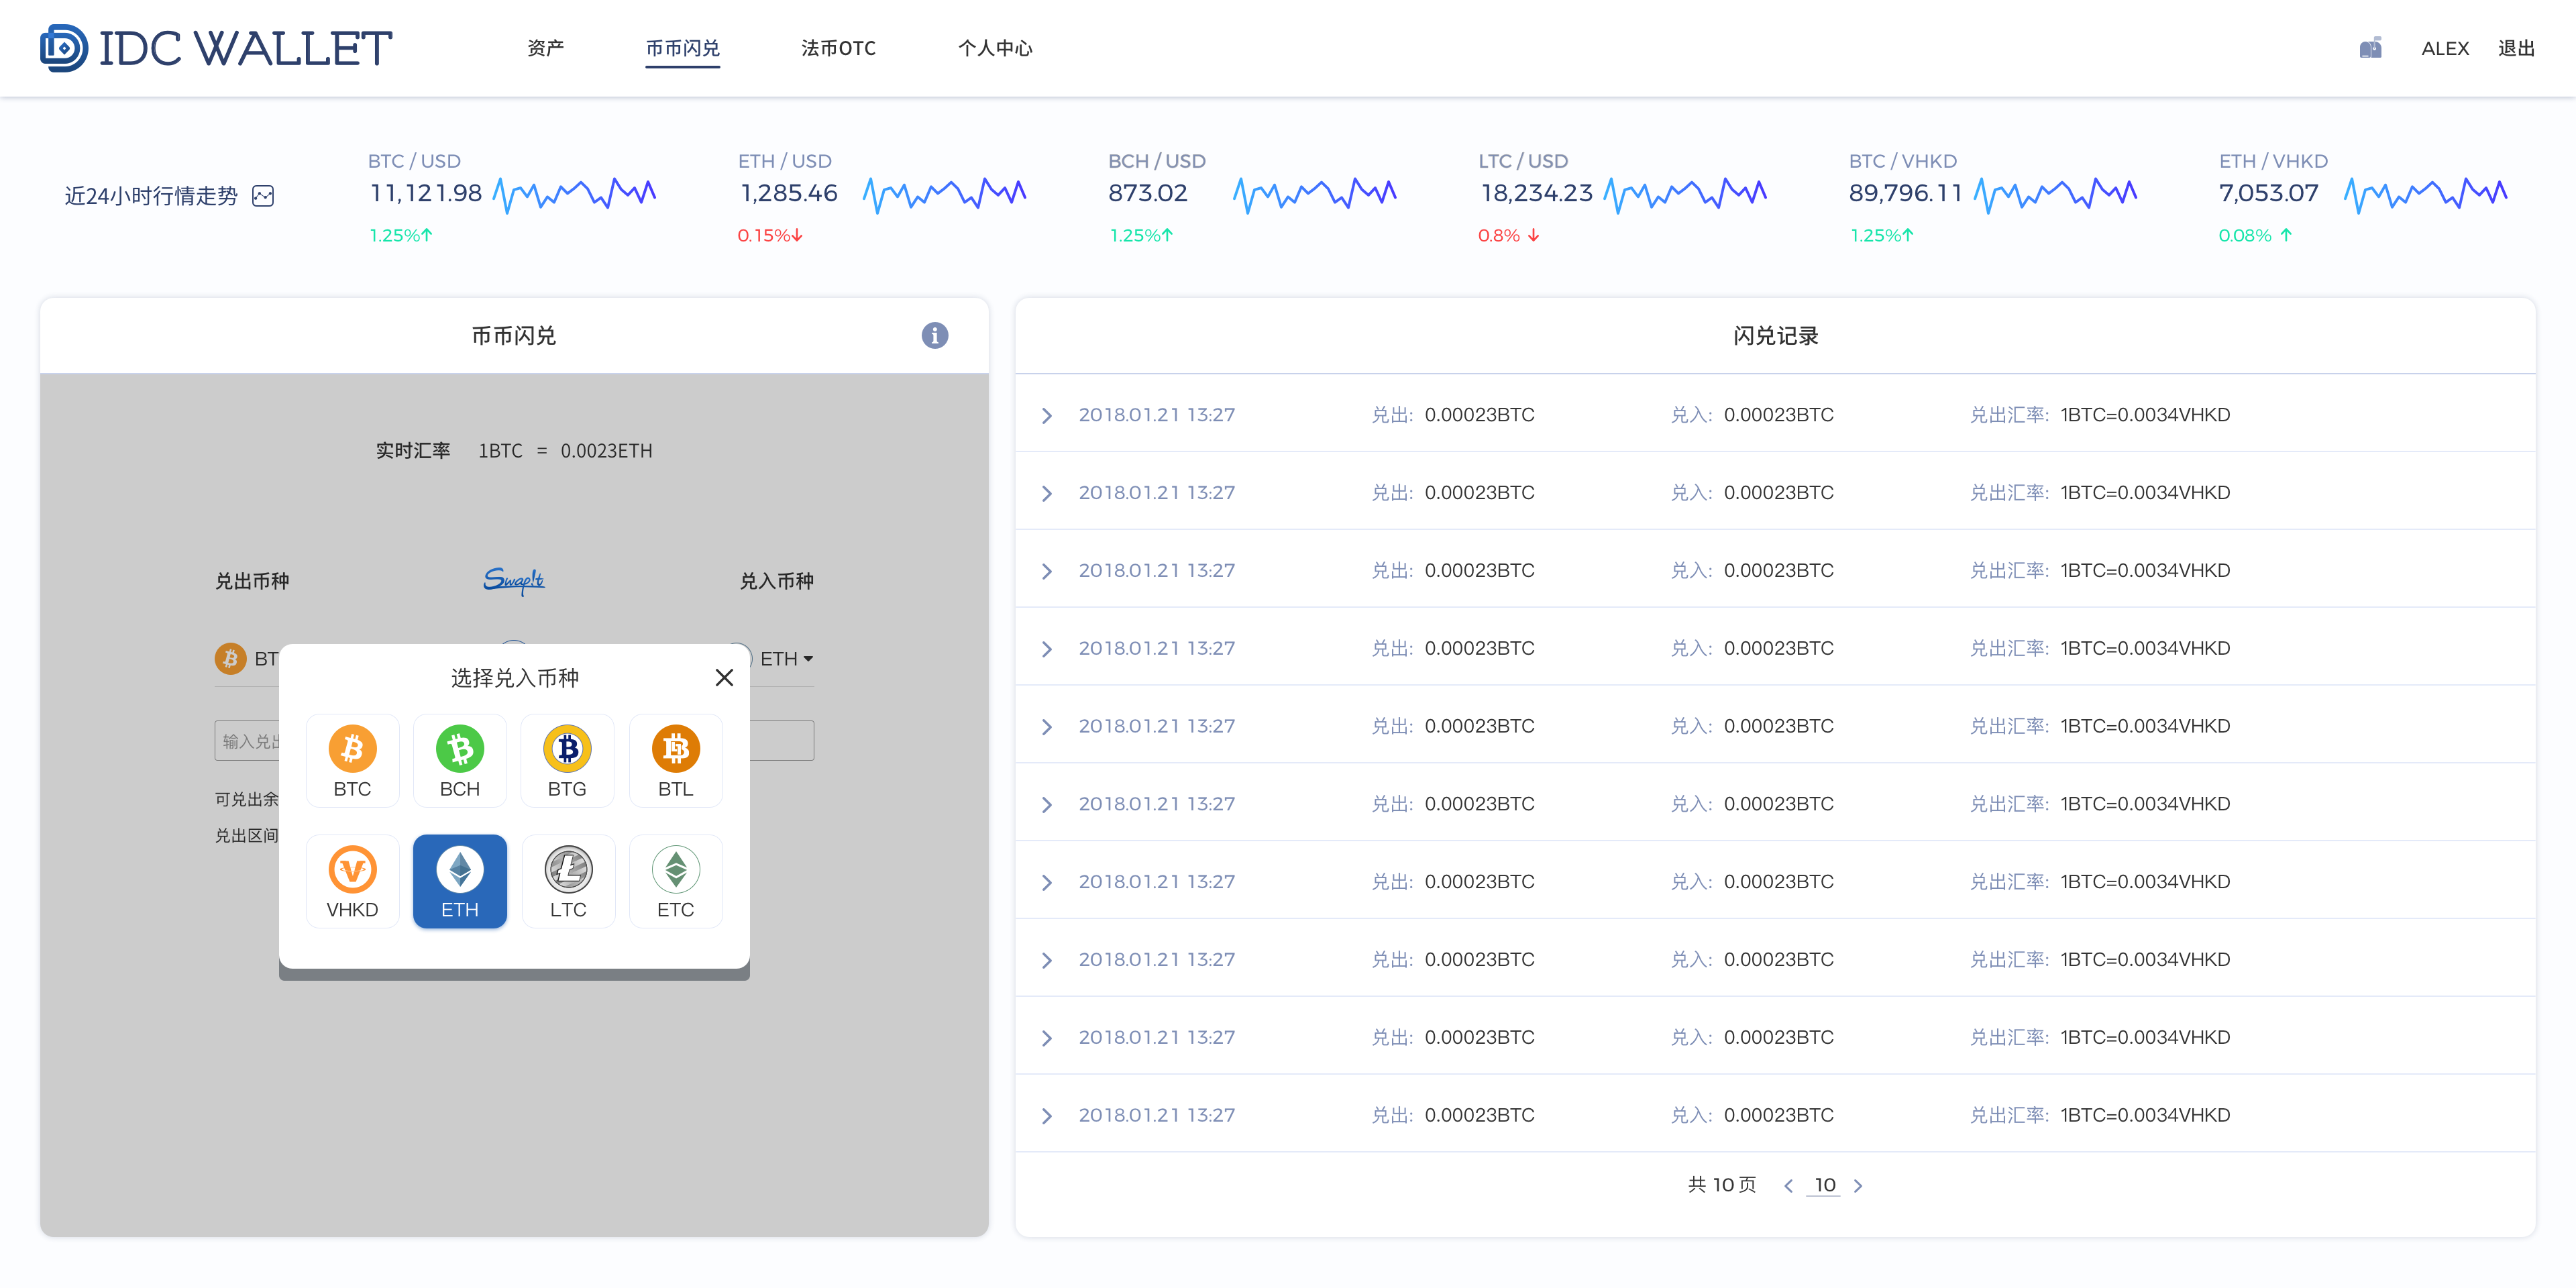 IDC WALLET
资产 币币闪兑 法币OTC 个人中心 ALEX 退出
近24小时行情走势
BTC / USD
11,121.98
1.25%↑
ETH / USD
1,285.46
0.15%↓
BCH / USD
873.02
1.25%↑
LTC / USD
18,234.23
0.8% ↓
BTC / VHKD
89,796.11
1.25%↑
ETH / VHKD
7,053.07
0.08% ↑
币币闪兑
实时汇率 1BTC = 0.0023ETH
兑出币种 Swap!t 兑入币种
BT ETH
输入兑出
可兑出余
兑出区间
选择兑入币种
BTC BCH BTG BTL
VHKD ETH LTC ETC
闪兑记录
2018.01.21 13:27 兑出: 0.00023BTC 兑入: 0.00023BTC 兑出汇率: 1BTC=0.0034VHKD
2018.01.21 13:27 兑出: 0.00023BTC 兑入: 0.00023BTC 兑出汇率: 1BTC=0.0034VHKD
2018.01.21 13:27 兑出: 0.00023BTC 兑入: 0.00023BTC 兑出汇率: 1BTC=0.0034VHKD
2018.01.21 13:27 兑出: 0.00023BTC 兑入: 0.00023BTC 兑出汇率: 1BTC=0.0034VHKD
2018.01.21 13:27 兑出: 0.00023BTC 兑入: 0.00023BTC 兑出汇率: 1BTC=0.0034VHKD
2018.01.21 13:27 兑出: 0.00023BTC 兑入: 0.00023BTC 兑出汇率: 1BTC=0.0034VHKD
2018.01.21 13:27 兑出: 0.00023BTC 兑入: 0.00023BTC 兑出汇率: 1BTC=0.0034VHKD
2018.01.21 13:27 兑出: 0.00023BTC 兑入: 0.00023BTC 兑出汇率: 1BTC=0.0034VHKD
2018.01.21 13:27 兑出: 0.00023BTC 兑入: 0.00023BTC 兑出汇率: 1BTC=0.0034VHKD
2018.01.21 13:27 兑出: 0.00023BTC 兑入: 0.00023BTC 兑出汇率: 1BTC=0.0034VHKD
共 10 页 < 10 >